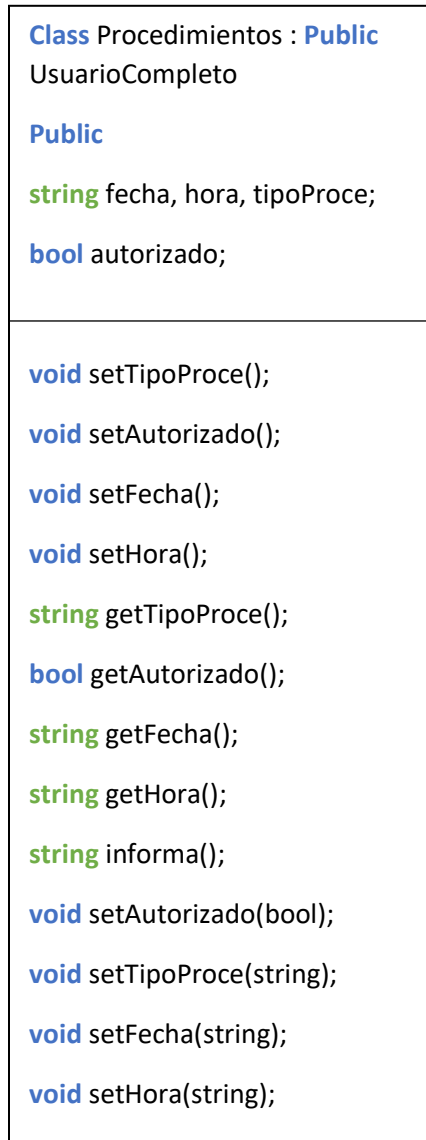 Class Procedimientos : Public
UsuarioCompleto
Public
string fecha, hora, tipoProce;
bool autorizado;
void setTipoProce();
void setAutorizado();
void setFecha();
void setHora();
string getTipoProce();
bool getAutorizado();
string getFecha();
string getHora();
string informa();
void setAutorizado(bool);
void setTipoProce(string);
void setFecha(string);
void setHora(string);